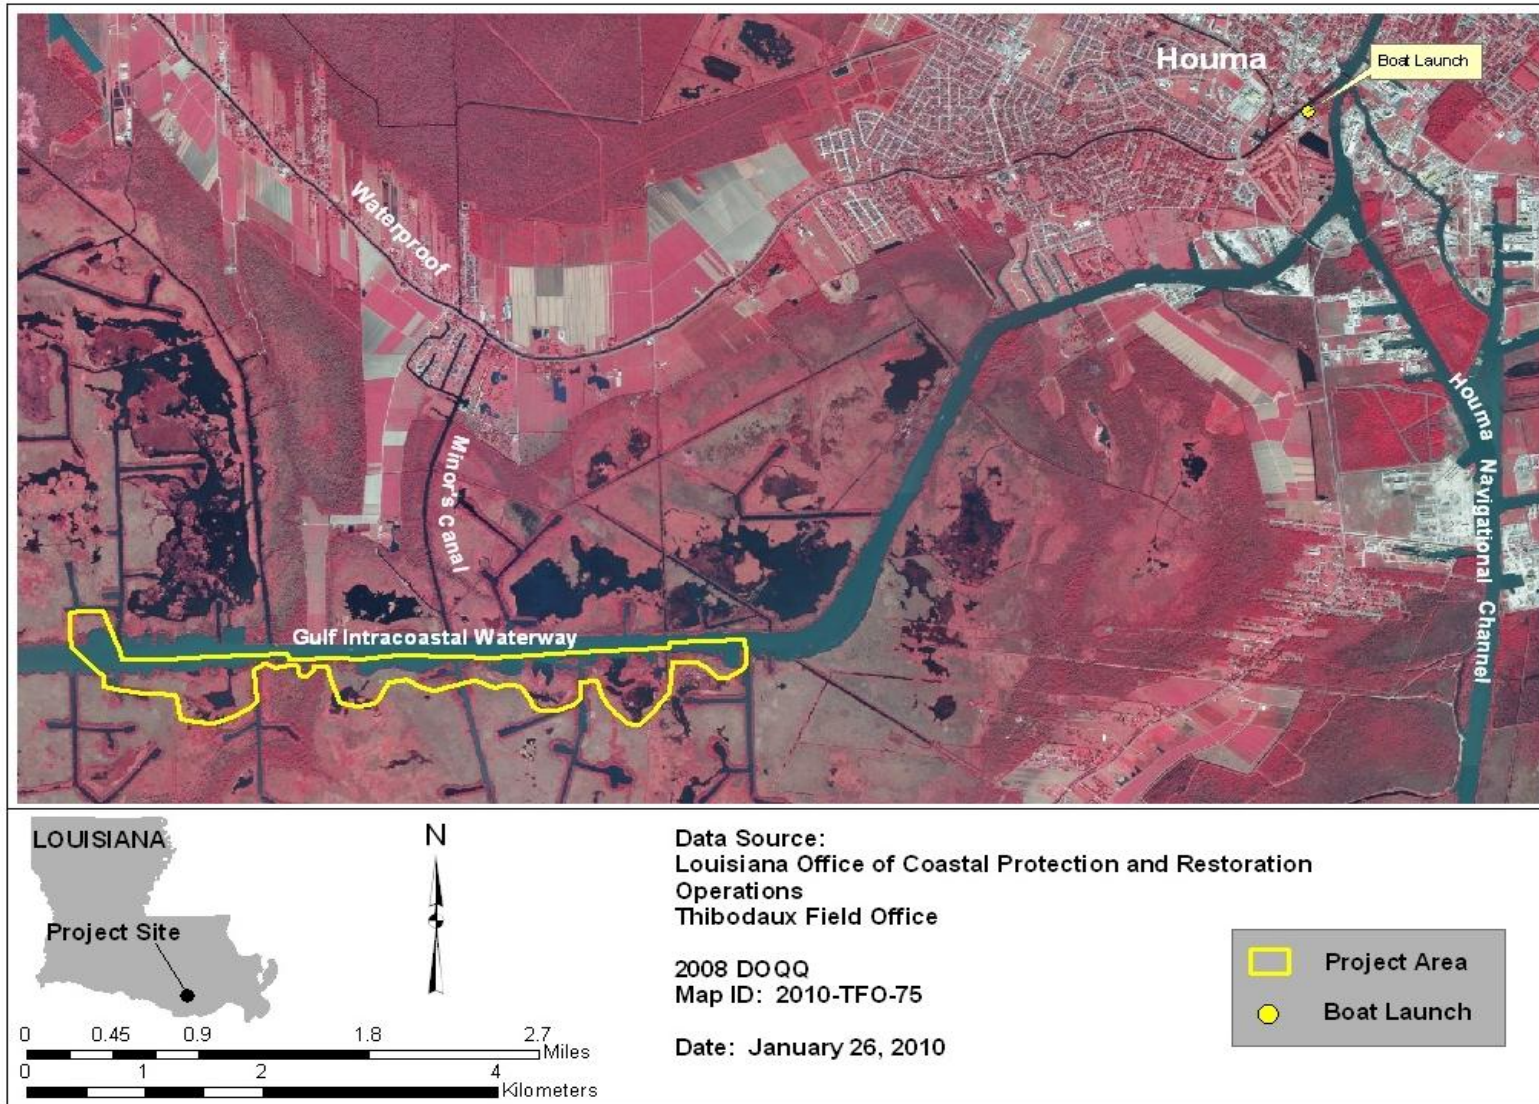 Houma
Boat Launch
Waterproof
Minor's Canal
Houma Navigational Channel
Gulf Intracoastal Waterway
LOUISIANA
Project Site
N
0 0.45 0.9 1.8 2.7
Miles
0 1 2 4
Kilometers
Data Source:
Louisiana Office of Coastal Protection and Restoration
Operations
Thibodaux Field Office
2008 DOQQ
Map ID: 2010-TFO-75
Date: January 26, 2010
Project Area
Boat Launch